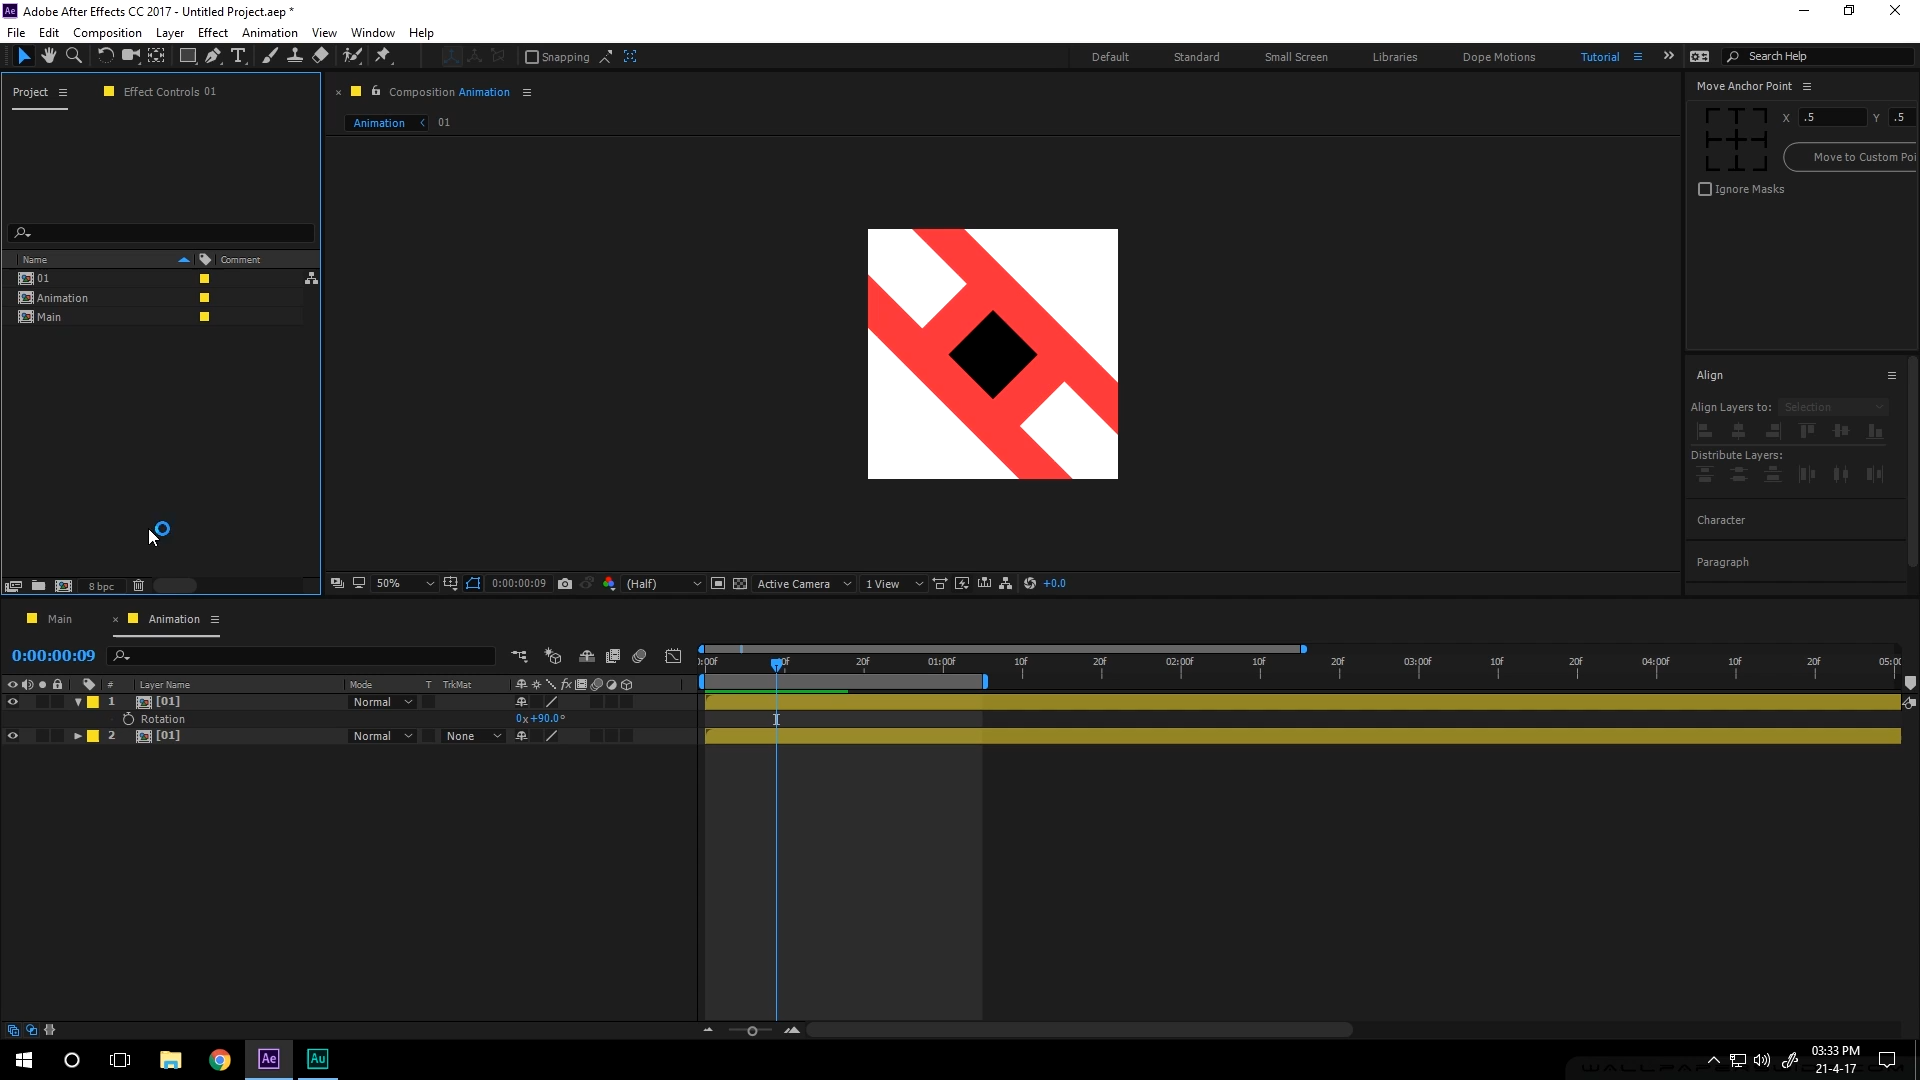 Adobe After Effects CC 2017 - Untitled Project.aep *
File Edit Composition Layer Effect Animation View Window Help
Snapping Default Standard Small Screen Libraries Dope Motions Tutorial Search Help
Project Effect Controls 01
Composition Animation
Animation 01
Name Comment
01
Animation
Main
8 bpc
50% 0:00:00:09 (Half) Active Camera 1 View +0.0
Move Anchor Point
X .5 Y .5
Move to Custom Poi
Ignore Masks
Align
Align Layers to: Selection
Distribute Layers:
Character
Paragraph
Main Animation
0:00:00:09
:00f 20f 01:00f 10f 20f 02:00f 10f 20f 03:00f 10f 20f 04:00f 10f 20f 05:0
# Layer Name Mode T TrkMat
1 [01] Normal
Rotation 0x+90.0°
2 [01] Normal None
Ae Au
03:33 PM
21-4-17